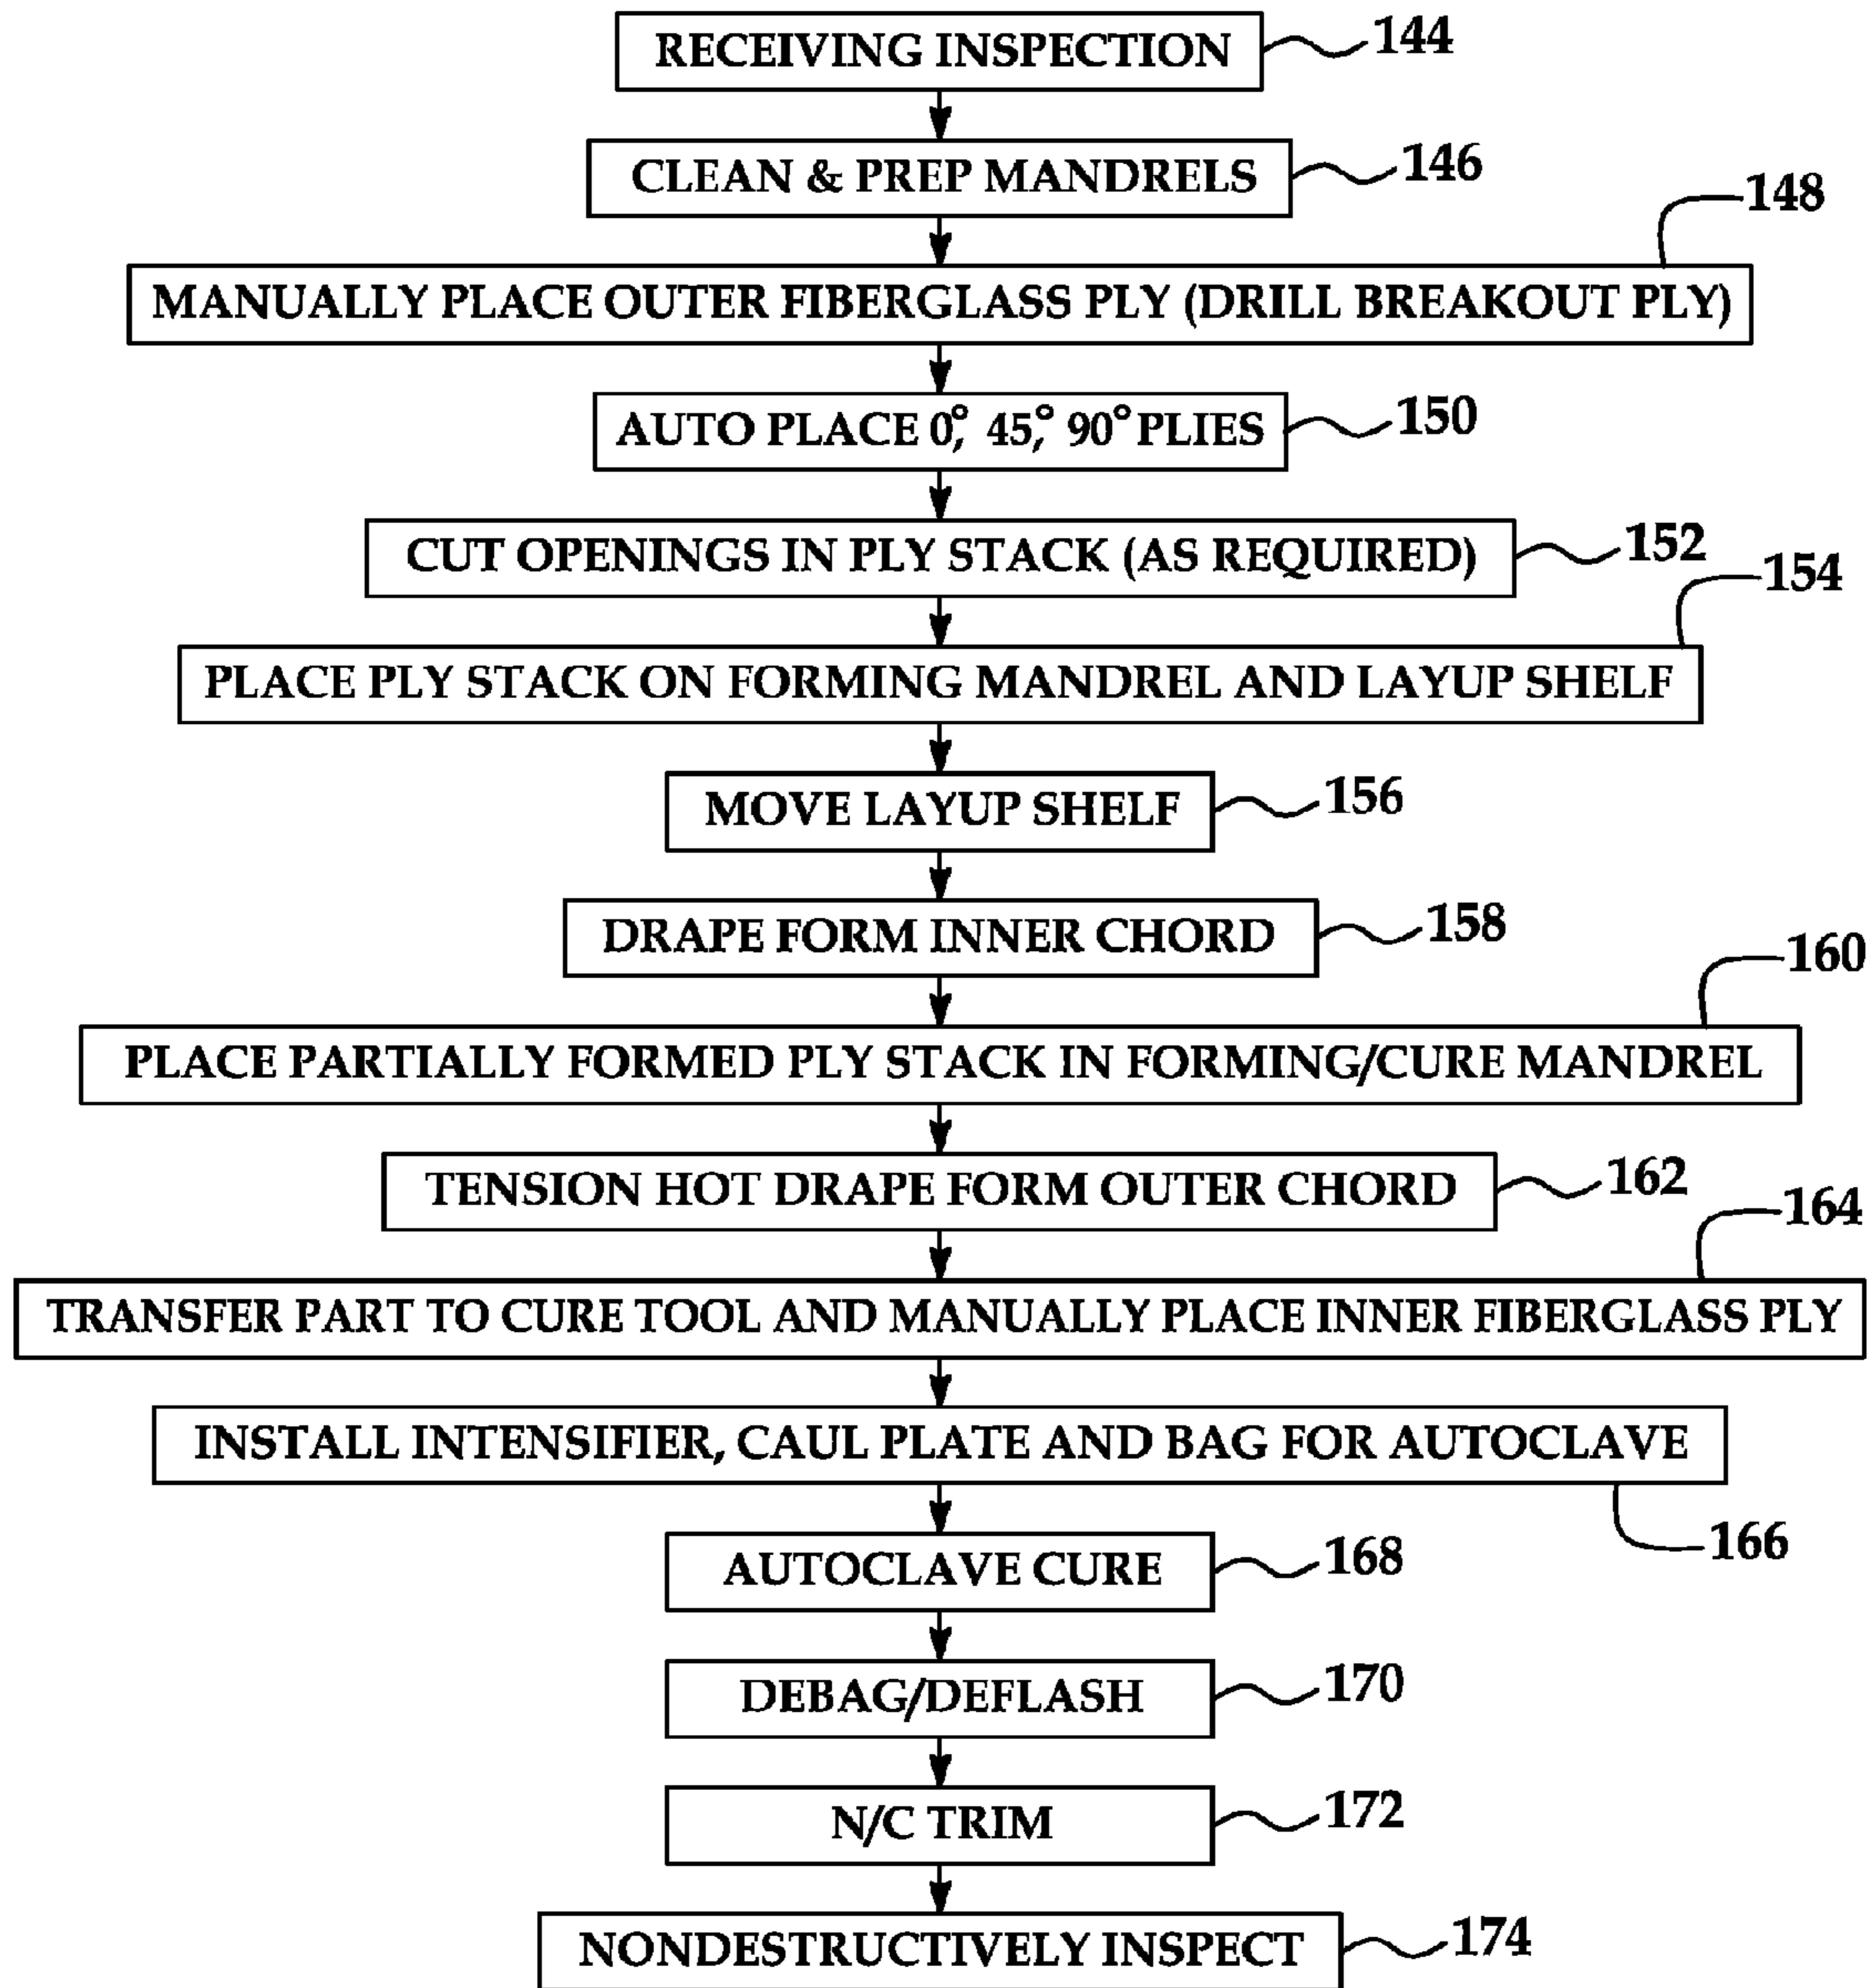 RECEIVING INSPECTION 144
CLEAN & PREP MANDRELS 146
148
MANUALLY PLACE OUTER FIBERGLASS PLY (DRILL BREAKOUT PLY)
AUTO PLACE 0°, 45°, 90° PLIES 150
CUT OPENINGS IN PLY STACK (AS REQUIRED) 152
154
PLACE PLY STACK ON FORMING MANDREL AND LAYUP SHELF
MOVE LAYUP SHELF 156
DRAPE FORM INNER CHORD 158
160
PLACE PARTIALLY FORMED PLY STACK IN FORMING/CURE MANDREL
TENSION HOT DRAPE FORM OUTER CHORD 162
164
TRANSFER PART TO CURE TOOL AND MANUALLY PLACE INNER FIBERGLASS PLY
INSTALL INTENSIFIER, CAUL PLATE AND BAG FOR AUTOCLAVE
166
AUTOCLAVE CURE 168
DEBAG/DEFLASH 170
N/C TRIM 172
NONDESTRUCTIVELY INSPECT 174